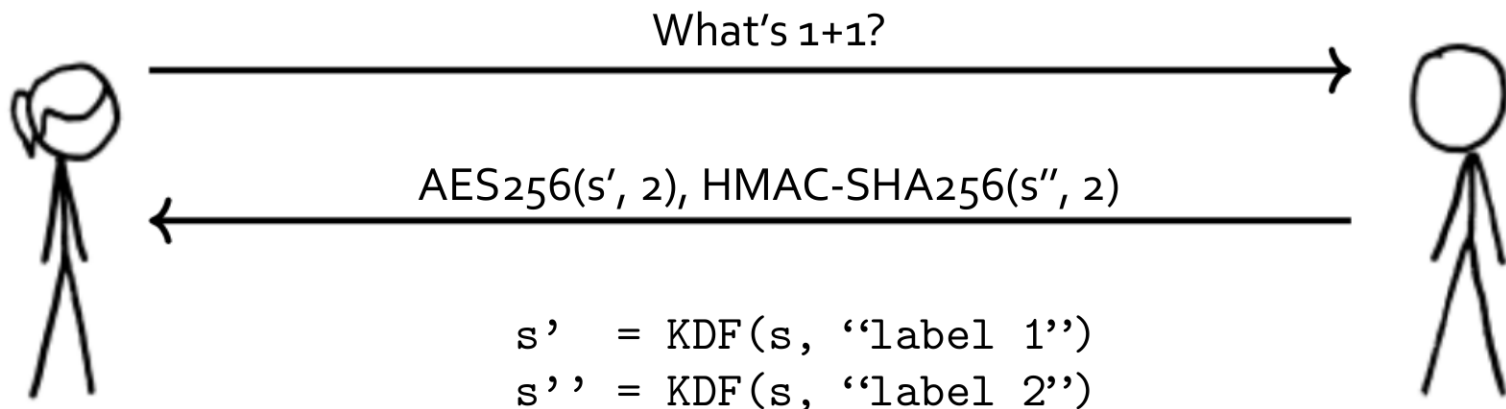 What's 1+1?
AES256(s′, 2), HMAC-SHA256(s″, 2)
s’ = KDF(s, “label 1”)
s’’ = KDF(s, “label 2”)